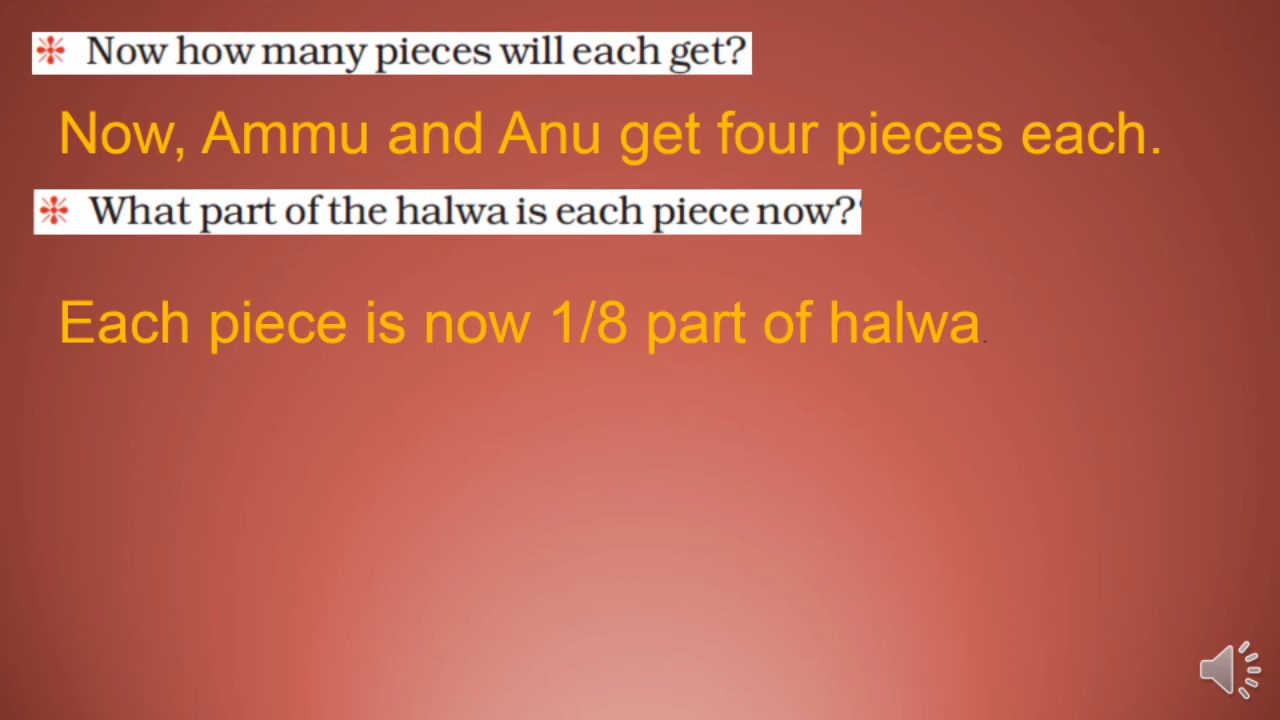 ❉ Now how many pieces will each get?
Now, Ammu and Anu get four pieces each.
❉ What part of the halwa is each piece now?
Each piece is now 1/8 part of halwa.